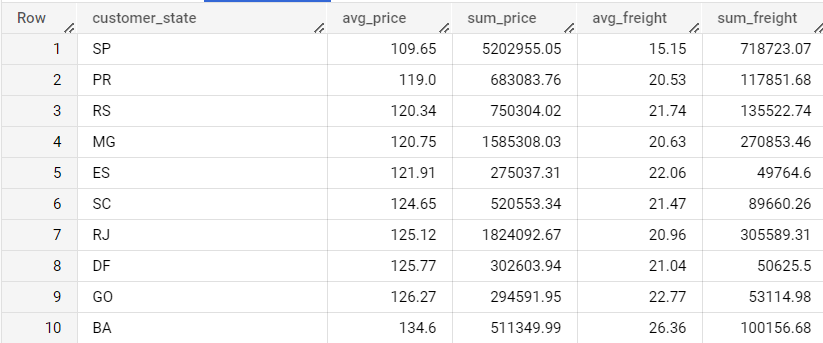 Row customer_state avg_price sum_price avg_freight sum_freight
1 SP 109.65 5202955.05 15.15 718723.07
2 PR 119.0 683083.76 20.53 117851.68
3 RS 120.34 750304.02 21.74 135522.74
4 MG 120.75 1585308.03 20.63 270853.46
5 ES 121.91 275037.31 22.06 49764.6
6 SC 124.65 520553.34 21.47 89660.26
7 RJ 125.12 1824092.67 20.96 305589.31
8 DF 125.77 302603.94 21.04 50625.5
9 GO 126.27 294591.95 22.77 53114.98
10 BA 134.6 511349.99 26.36 100156.68